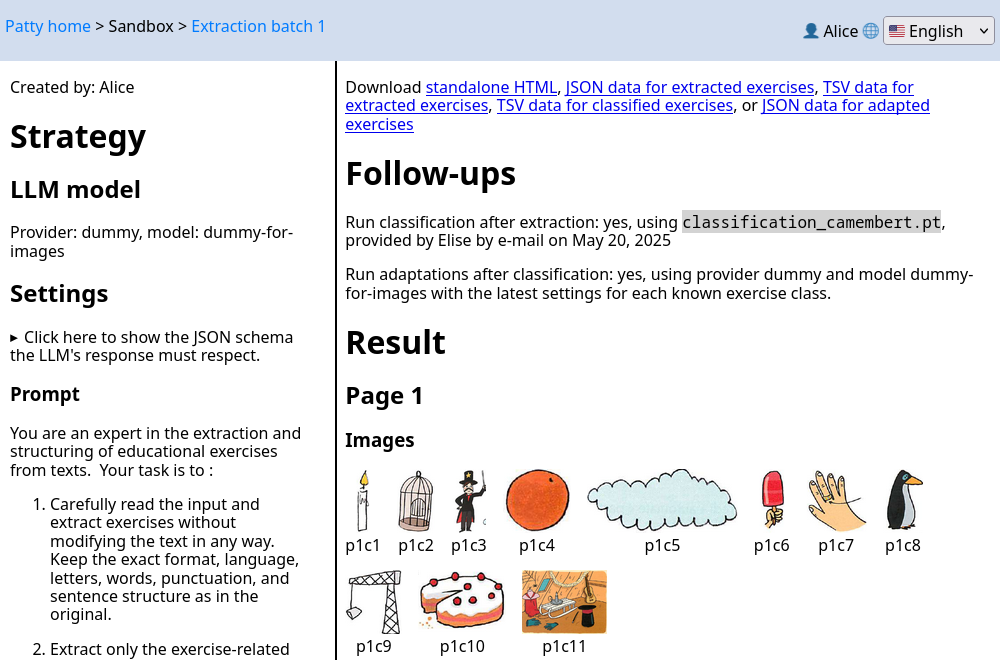 Patty home > Sandbox > Extraction batch 1
👤 Alice 🌐 🇺🇸 English
Created by: Alice
Strategy
LLM model
Provider: dummy, model: dummy-for-
images
Settings
▸ Click here to show the JSON schema
the LLM's response must respect.
Prompt
You are an expert in the extraction and
structuring of educational exercises
from texts.  Your task is to :
1. Carefully read the input and
extract exercises without
modifying the text in any way.
Keep the exact format, language,
letters, words, punctuation, and
sentence structure as in the
original.
2. Extract only the exercise-related
Download standalone HTML, JSON data for extracted exercises, TSV data for
extracted exercises, TSV data for classified exercises, or JSON data for adapted
exercises
Follow-ups
Run classification after extraction: yes, using classification_camembert.pt,
provided by Elise by e-mail on May 20, 2025
Run adaptations after classification: yes, using provider dummy and model dummy-
for-images with the latest settings for each known exercise class.
Result
Page 1
Images
p1c1 p1c2 p1c3 p1c4 p1c5 p1c6 p1c7 p1c8
p1c9 p1c10 p1c11